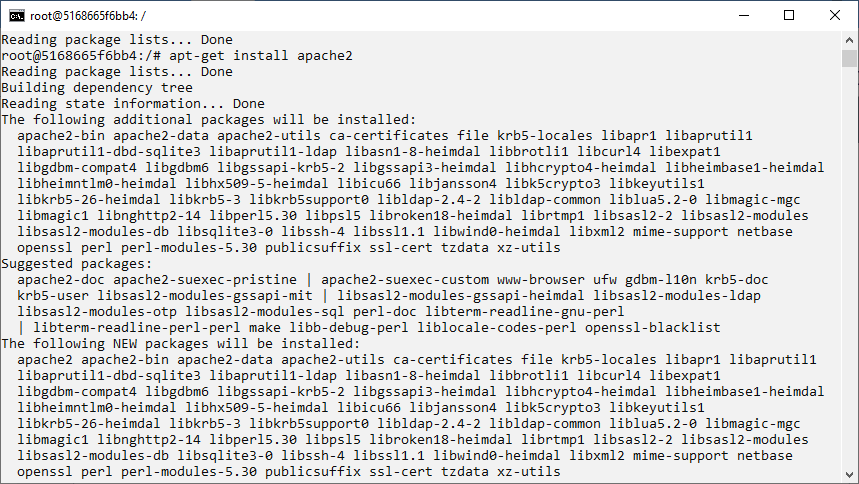 root@5168665f6bb4: /
Reading package lists... Done
root@5168665f6bb4:/# apt-get install apache2
Reading package lists... Done
Building dependency tree
Reading state information... Done
The following additional packages will be installed:
  apache2-bin apache2-data apache2-utils ca-certificates file krb5-locales libapr1 libaprutil1
  libaprutil1-dbd-sqlite3 libaprutil1-ldap libasn1-8-heimdal libbrotli1 libcurl4 libexpat1
  libgdbm-compat4 libgdbm6 libgssapi-krb5-2 libgssapi3-heimdal libhcrypto4-heimdal libheimbase1-heimdal
  libheimntlm0-heimdal libhx509-5-heimdal libicu66 libjansson4 libk5crypto3 libkeyutils1
  libkrb5-26-heimdal libkrb5-3 libkrb5support0 libldap-2.4-2 libldap-common liblua5.2-0 libmagic-mgc
  libmagic1 libnghttp2-14 libperl5.30 libpsl5 libroken18-heimdal librtmp1 libsasl2-2 libsasl2-modules
  libsasl2-modules-db libsqlite3-0 libssh-4 libssl1.1 libwind0-heimdal libxml2 mime-support netbase
  openssl perl perl-modules-5.30 publicsuffix ssl-cert tzdata xz-utils
Suggested packages:
  apache2-doc apache2-suexec-pristine | apache2-suexec-custom www-browser ufw gdbm-l10n krb5-doc
  krb5-user libsasl2-modules-gssapi-mit | libsasl2-modules-gssapi-heimdal libsasl2-modules-ldap
  libsasl2-modules-otp libsasl2-modules-sql perl-doc libterm-readline-gnu-perl
  | libterm-readline-perl-perl make libb-debug-perl liblocale-codes-perl openssl-blacklist
The following NEW packages will be installed:
  apache2 apache2-bin apache2-data apache2-utils ca-certificates file krb5-locales libapr1 libaprutil1
  libaprutil1-dbd-sqlite3 libaprutil1-ldap libasn1-8-heimdal libbrotli1 libcurl4 libexpat1
  libgdbm-compat4 libgdbm6 libgssapi-krb5-2 libgssapi3-heimdal libhcrypto4-heimdal libheimbase1-heimdal
  libheimntlm0-heimdal libhx509-5-heimdal libicu66 libjansson4 libk5crypto3 libkeyutils1
  libkrb5-26-heimdal libkrb5-3 libkrb5support0 libldap-2.4-2 libldap-common liblua5.2-0 libmagic-mgc
  libmagic1 libnghttp2-14 libperl5.30 libpsl5 libroken18-heimdal librtmp1 libsasl2-2 libsasl2-modules
  libsasl2-modules-db libsqlite3-0 libssh-4 libssl1.1 libwind0-heimdal libxml2 mime-support netbase
  openssl perl perl-modules-5.30 publicsuffix ssl-cert tzdata xz-utils